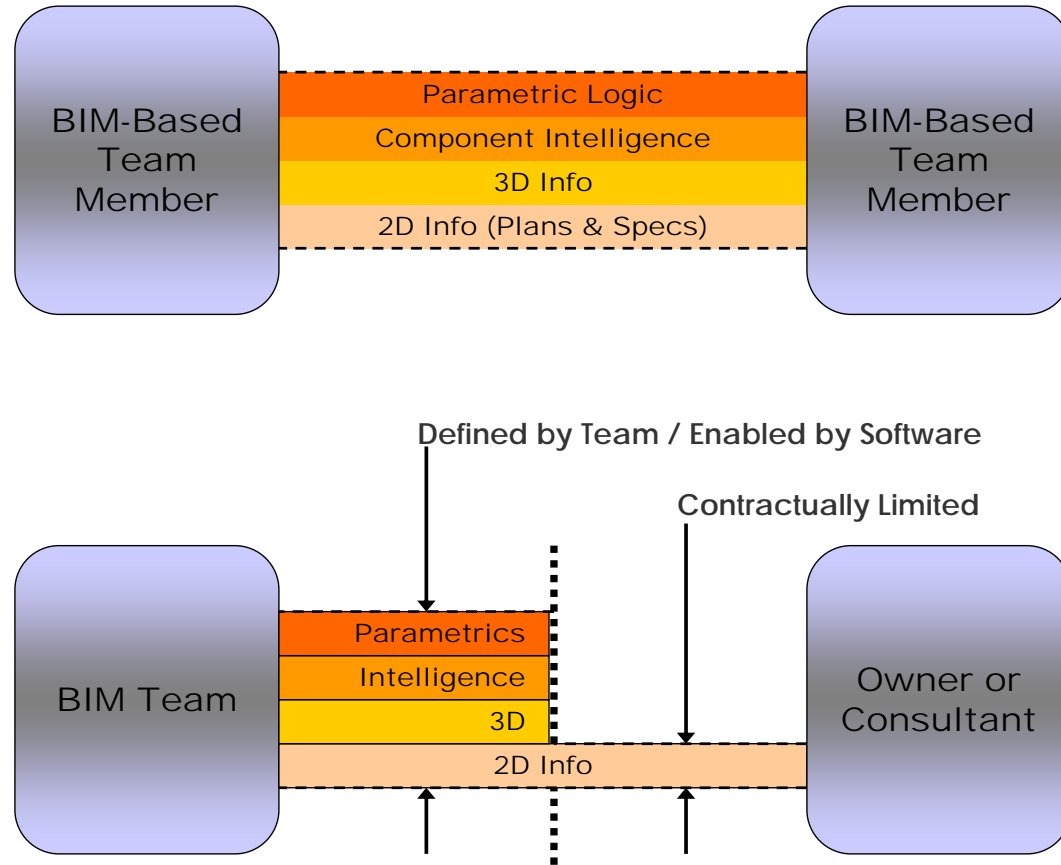 BIM-Based
Team
Member
Parametric Logic
Component Intelligence
3D Info
2D Info (Plans & Specs)
BIM-Based
Team
Member
Defined by Team / Enabled by Software
Contractually Limited
BIM Team
Parametrics
Intelligence
3D
2D Info
Owner or
Consultant